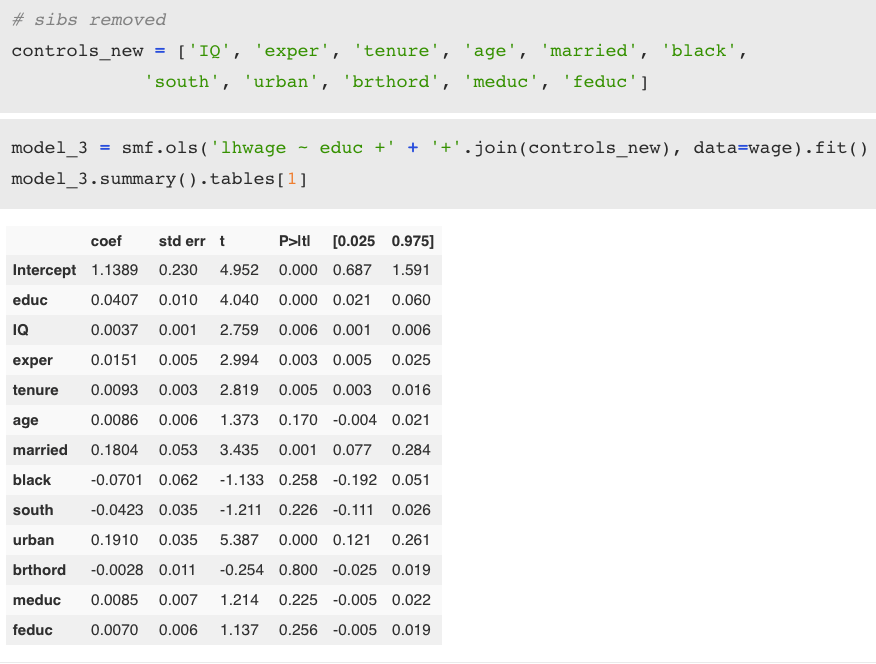 # sibs removed
controls_new = ['IQ', 'exper', 'tenure', 'age', 'married', 'black',
'south', 'urban', 'brthord', 'meduc', 'feduc']
model_3 = smf.ols('lhwage ~ educ +' + '+'.join(controls_new), data=wage).fit()
model_3.summary().tables[1]
coef std err t P>|t| [0.025 0.975]
Intercept 1.1389 0.230 4.952 0.000 0.687 1.591
educ 0.0407 0.010 4.040 0.000 0.021 0.060
IQ 0.0037 0.001 2.759 0.006 0.001 0.006
exper 0.0151 0.005 2.994 0.003 0.005 0.025
tenure 0.0093 0.003 2.819 0.005 0.003 0.016
age 0.0086 0.006 1.373 0.170 -0.004 0.021
married 0.1804 0.053 3.435 0.001 0.077 0.284
black -0.0701 0.062 -1.133 0.258 -0.192 0.051
south -0.0423 0.035 -1.211 0.226 -0.111 0.026
urban 0.1910 0.035 5.387 0.000 0.121 0.261
brthord -0.0028 0.011 -0.254 0.800 -0.025 0.019
meduc 0.0085 0.007 1.214 0.225 -0.005 0.022
feduc 0.0070 0.006 1.137 0.256 -0.005 0.019